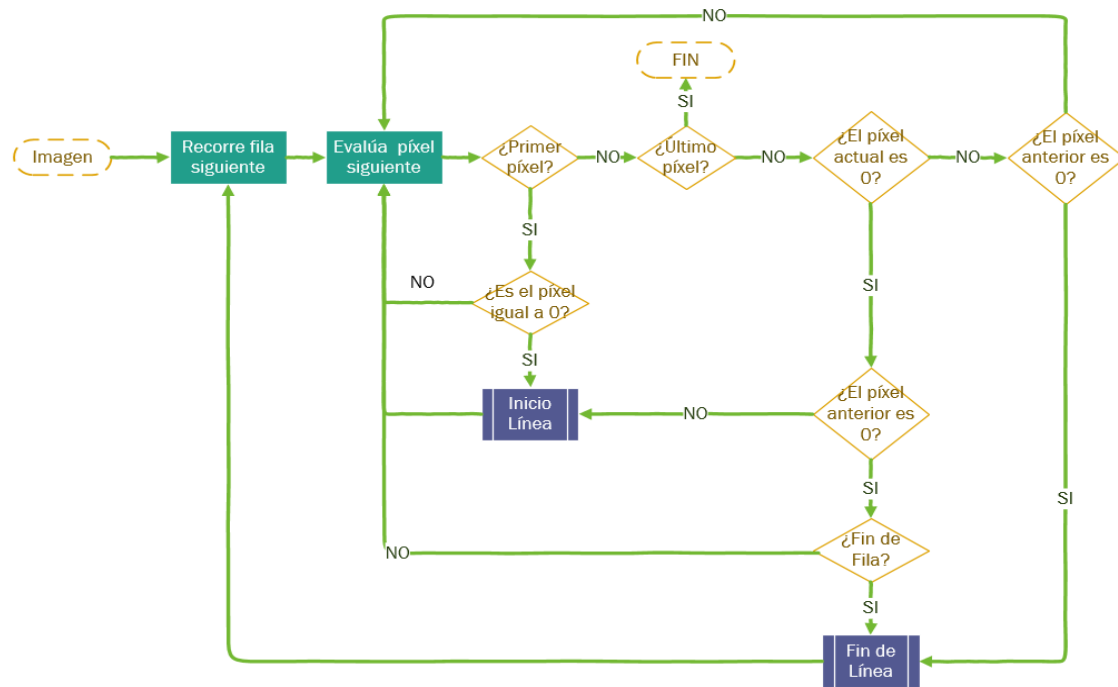 NO
FIN
SI
Imagen
Recorre fila
siguiente
Evalúa píxel
siguiente
¿Primer
píxel?
NO
¿Último
píxel?
NO
¿El píxel
actual es
0?
NO
¿El píxel
anterior es
0?
SI
NO
¿Es el píxel
igual a 0?
SI
SI
Inicio
Línea
NO
¿El píxel
anterior es
0?
SI
SI
NO
¿Fin de
Fila?
SI
Fin de
Línea